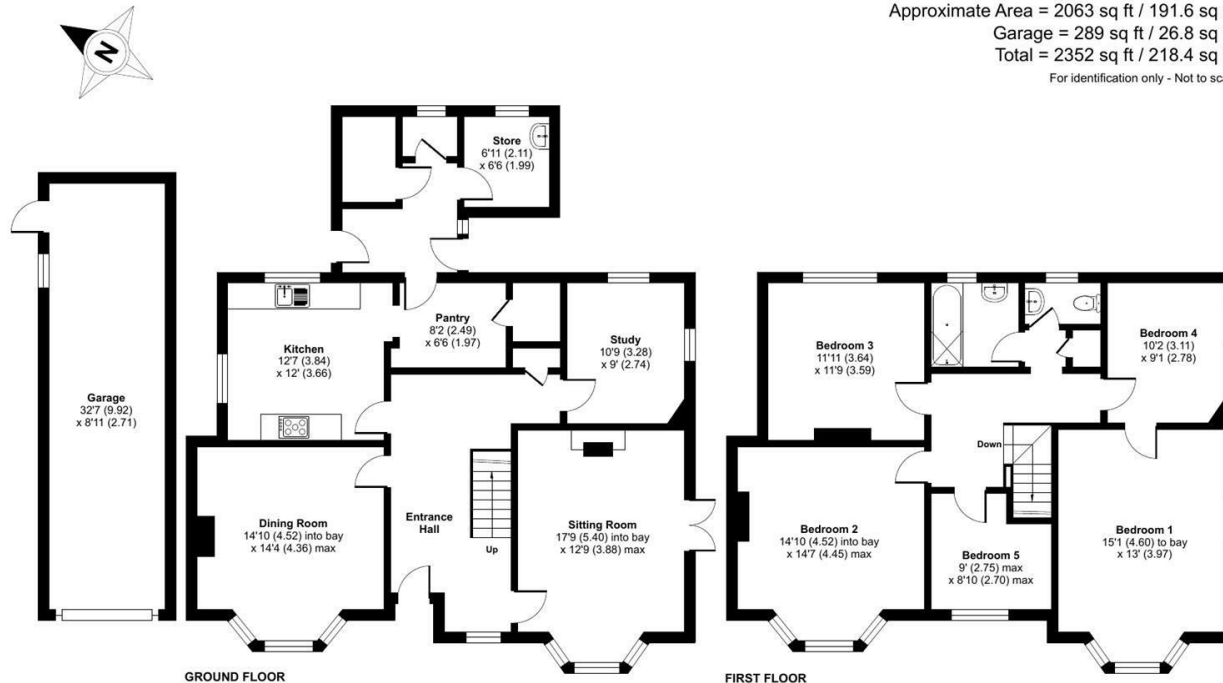 Approximate Area = 2063 sq ft / 191.6 sq
Garage = 289 sq ft / 26.8 sq
Total = 2352 sq ft / 218.4 sq
For identification only - Not to sc
N
Store
6'11 (2.11)
x 6'6 (1.99)
Pantry
8'2 (2.49)
x 6'6 (1.97)
Kitchen
12'7 (3.84)
x 12' (3.66)
Study
10'9 (3.28)
x 9' (2.74)
Garage
32'7 (9.92)
x 8'11 (2.71)
Dining Room
14'10 (4.52) into bay
x 14'4 (4.36) max
Entrance
Hall
Up
Sitting Room
17'9 (5.40) into bay
x 12'9 (3.88) max
GROUND FLOOR
Bedroom 3
11'11 (3.64)
x 11'9 (3.59)
Bedroom 4
10'2 (3.11)
x 9'1 (2.78)
Down
Bedroom 2
14'10 (4.52) into bay
x 14'7 (4.45) max
Bedroom 5
9' (2.75) max
x 8'10 (2.70) max
Bedroom 1
15'1 (4.60) to bay
x 13' (3.97)
FIRST FLOOR